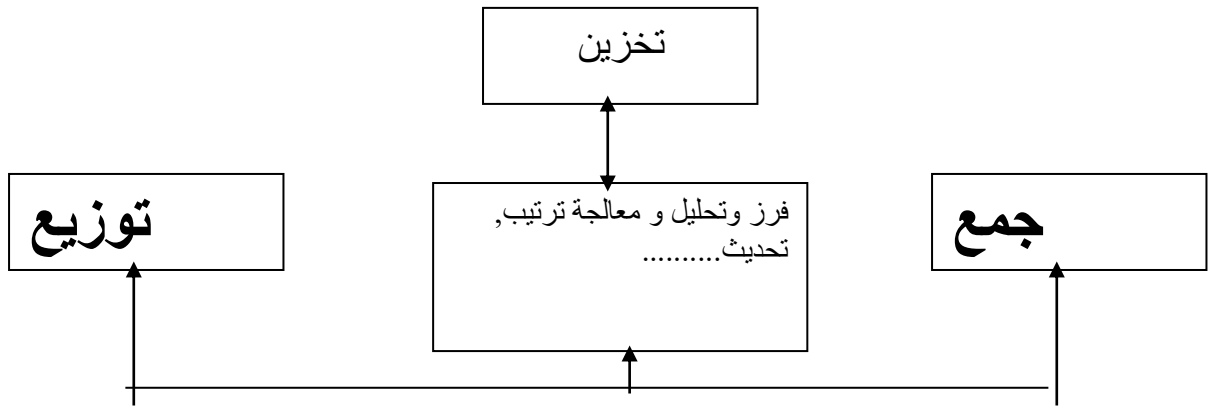 تخزين
جمع
فرز وتحليل و معالجة ترتيب,
تحديث..........
توزيع